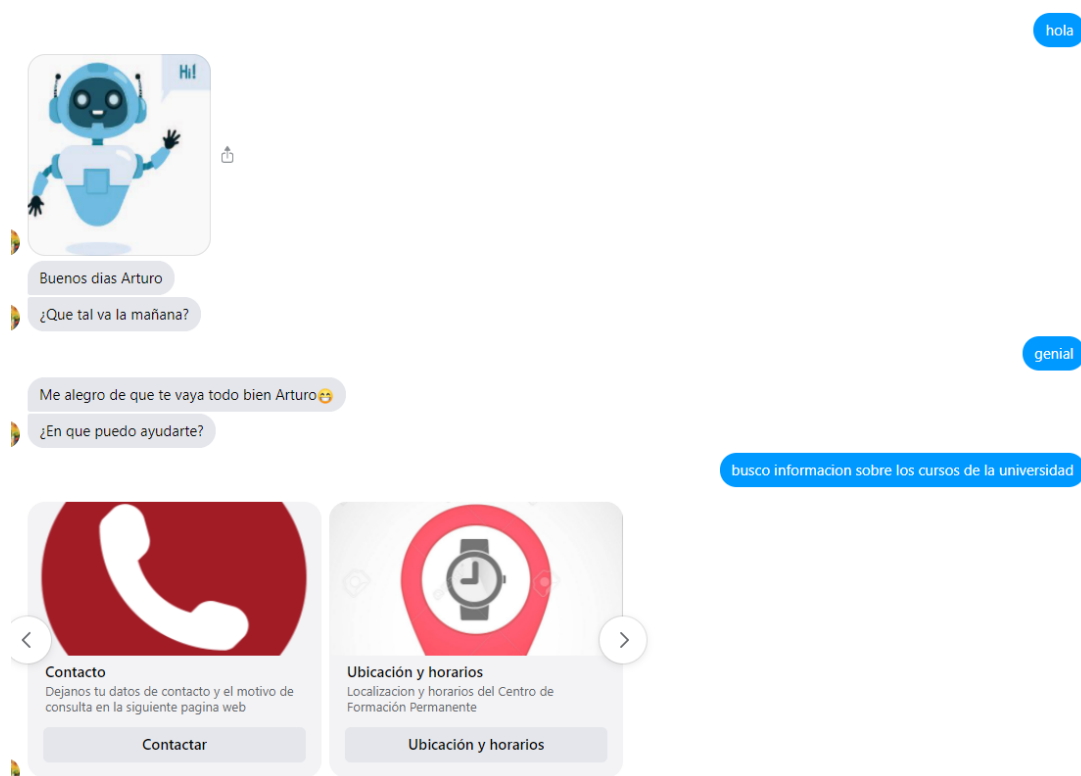 hola
Hi!
Buenos dias Arturo
¿Que tal va la mañana?
genial
Me alegro de que te vaya todo bien Arturo😁
¿En que puedo ayudarte?
busco informacion sobre los cursos de la universidad
Contacto
Dejanos tu datos de contacto y el motivo de
consulta en la siguiente pagina web
Contactar
Ubicación y horarios
Localizacion y horarios del Centro de
Formación Permanente
Ubicación y horarios